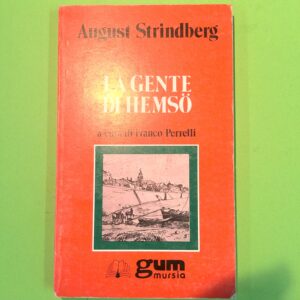 August Strindberg
LA GENTE
DI HEMSÖ
a cura di Franco Perrelli
gum
mursia